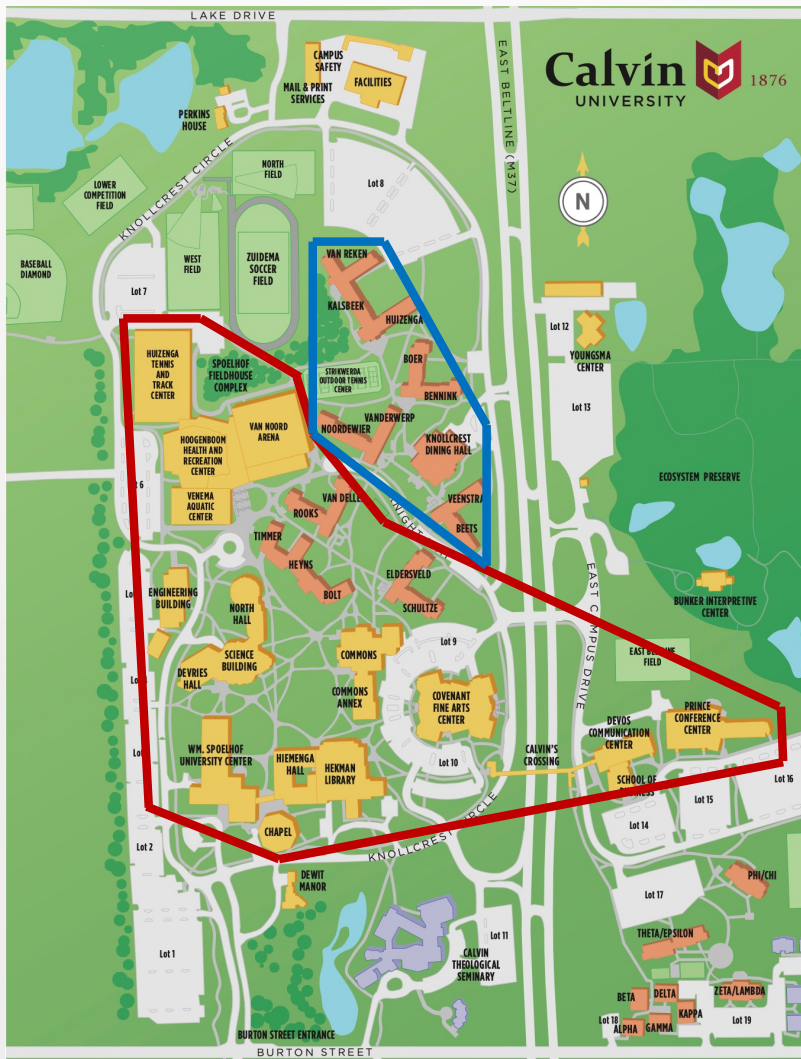 LAKE DRIVE
CAMPUS
SAFETY
MAIL & PRINT
SERVICES
FACILITIES
EAST BELTLINE (M37)
Calvin
UNIVERSITY
1876
PERKINS
HOUSE
KNOLLCREST CIRCLE
NORTH
FIELD
Lot 8
N
LOWER
COMPETITION
FIELD
BASEBALL
DIAMOND
WEST
FIELD
ZUIDEMA
SOCCER
FIELD
VAN REKEN
Lot 7
KALSBEEK
HUIZENGA
Lot 12
YOUNGSMA
CENTER
HUIZENGA
TENNIS
AND
TRACK
CENTER
SPOELHOF
FIELDHOUSE
COMPLEX
STRIKWERDA
OUTDOOR TENNIS
CENER
BOER
BENNINK
Lot 13
VAN NOORD
ARENA
NOORDEWIER
VANDERWERP
KNOLLCREST
DINING HALL
HOOGENBOOM
HEALTH AND
RECREATION
CENTER
ECOSYSTEM PRESERVE
6
VENEMA
AQUATIC
CENTER
VAN DELLE
ROOKS
KNIGHT
VEENSTRA
BEETS
TIMMER
HEYNS
BOLT
ELDERSVELD
SCHULTZE
EAST CAMPUS DRIVE
BUNKER INTERPRETIVE
CENTER
Lo
ENGINEERING
BUILDING
NORTH
HALL
SCIENCE
BUILDING
DEVRIES
HALL
COMMONS
COMMONS
ANNEX
Lot 9
COVENANT
FINE ARTS
CENTER
EAST BELTLINE
FIELD
PRINCE
CONFERENCE
CENTER
DEVOS
COMMUNICATION
CENTER
WM. SPOELHOF
UNIVERSITY CENTER
HIEMENGA
HALL
HEKMAN
LIBRARY
Lot 10
CALVIN'S
CROSSING
SCHOOL OF
BUSINESS
Lot 16
Lot 15
Lot 14
CHAPEL
KNOLLCREST CIRCLE
Lot 2
DEWIT
MANOR
PHI/CHI
Lot 17
THETA/EPSILON
Lot 11
CALVIN
THEOLOGICAL
SEMINARY
Lot 1
BETA
DELTA
ZETA/LAMBDA
KAPPA
Lot 18
ALPHA
GAMMA
Lot 19
BURTON STREET ENTRANCE
BURTON STREET